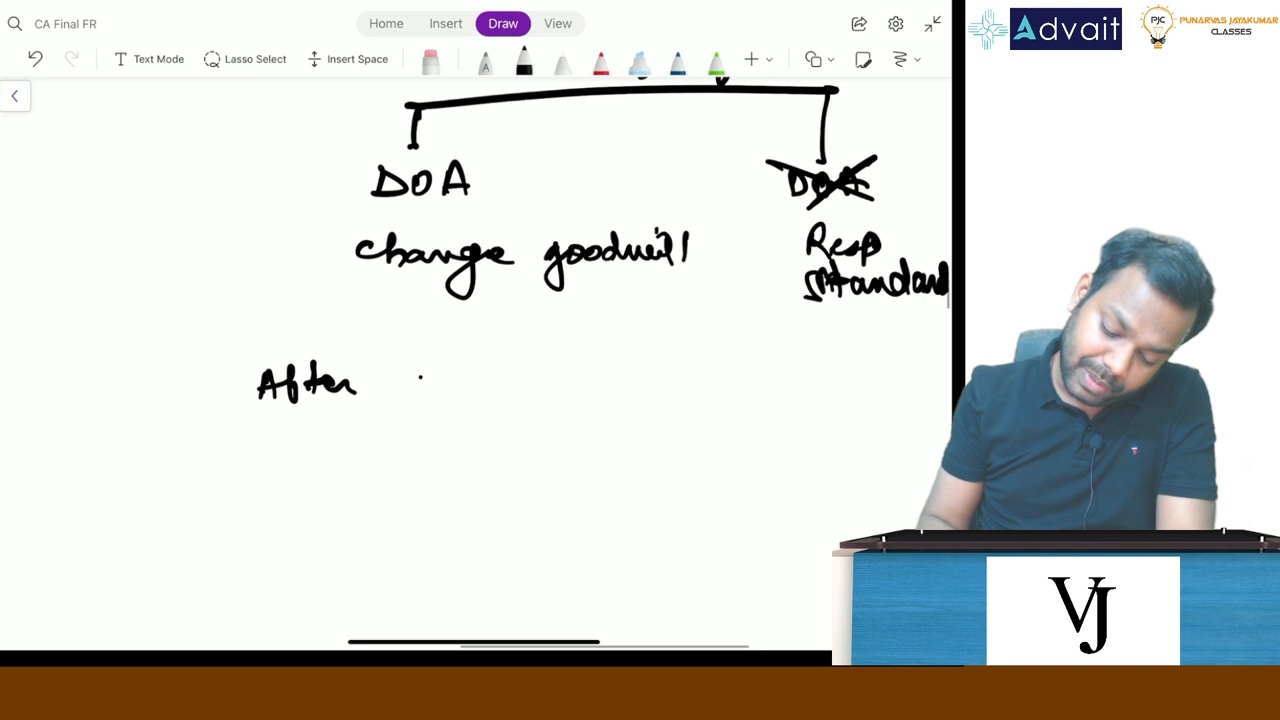 CA Final FR
Home Insert Draw View
Text Mode Lasso Select Insert Space
Advait
PJC
PUNARVAS JAYAKUMAR
CLASSES
DOA DOA
change goodwill
Resp
Standard
After
VJ